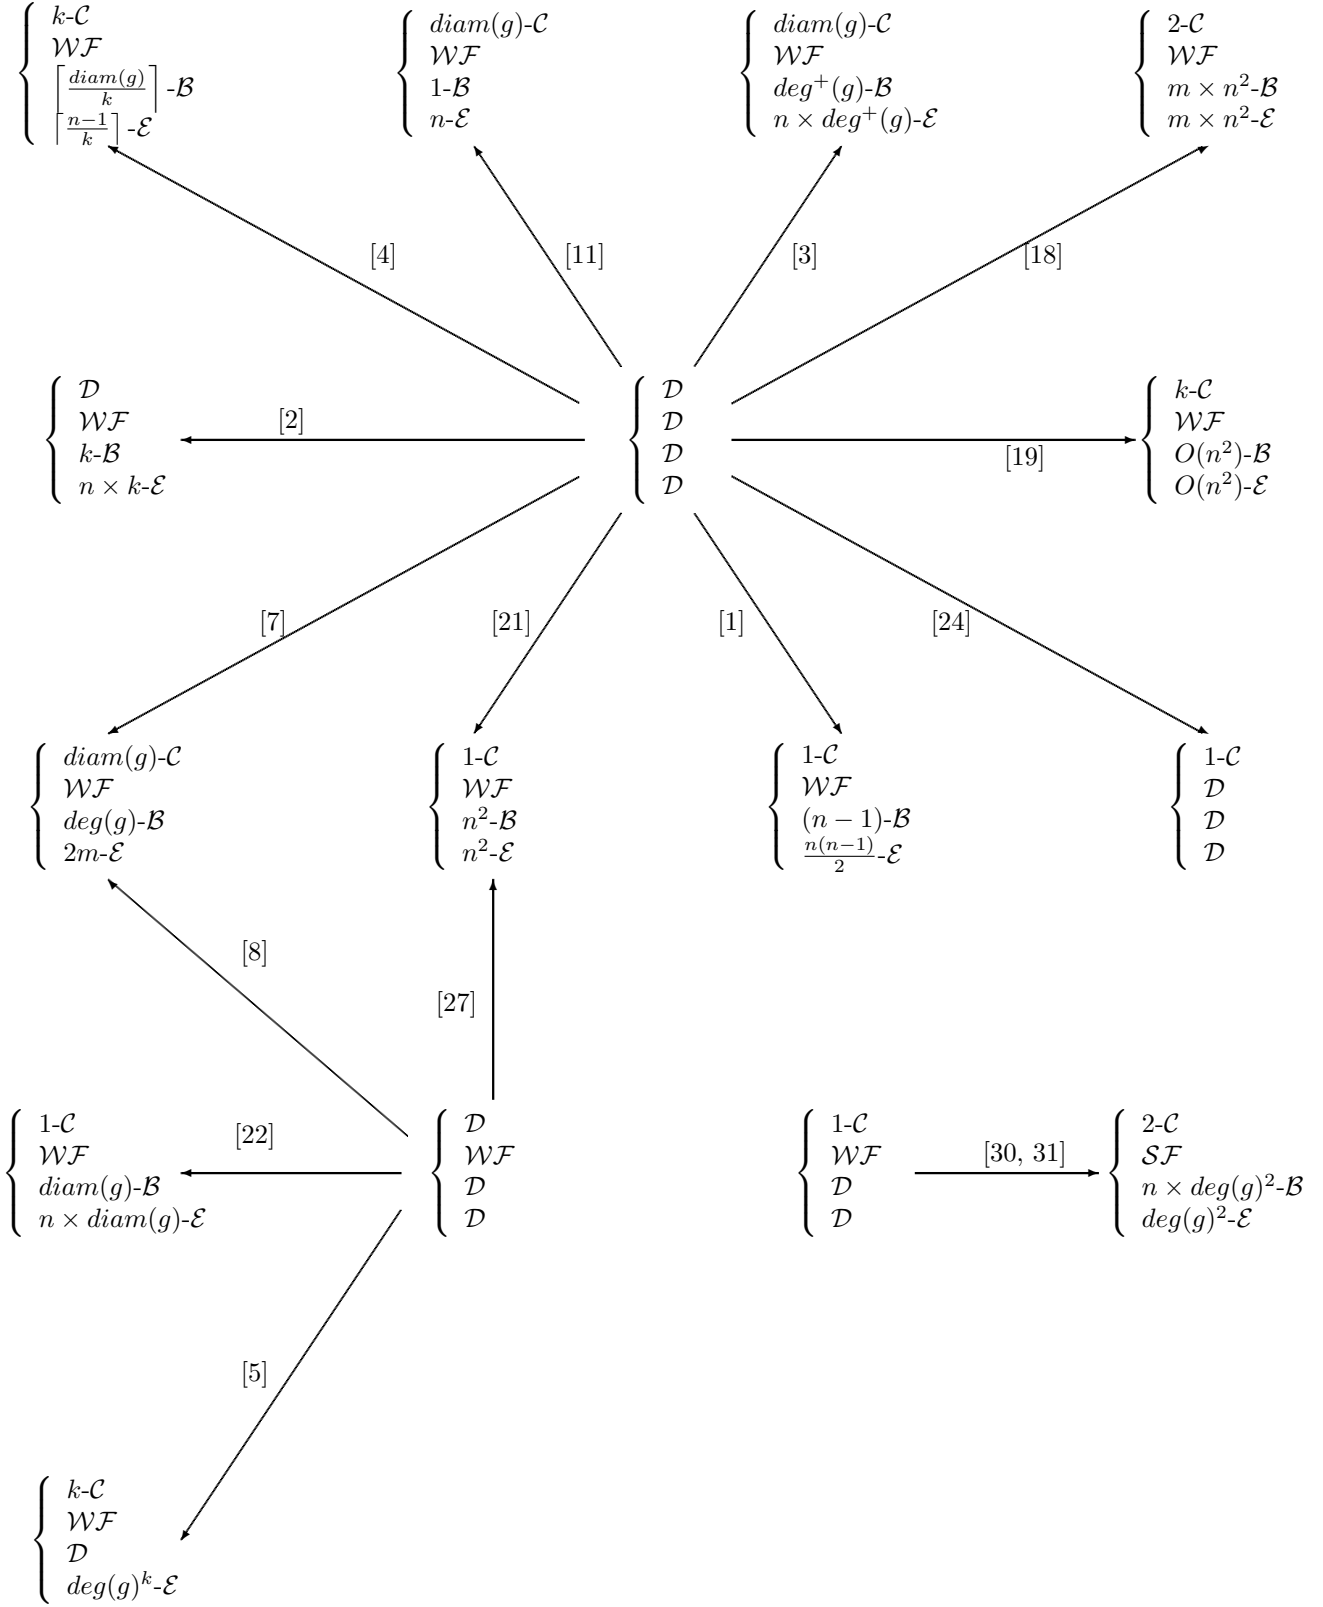 k-𝒞
𝒲ℱ
⌈diam(g)/k⌉-ℬ
⌈n−1/k⌉-ℰ
diam(g)-𝒞
𝒲ℱ
1-ℬ
n-ℰ
diam(g)-𝒞
𝒲ℱ
deg⁺(g)-ℬ
n × deg⁺(g)-ℰ
2-𝒞
𝒲ℱ
m × n²-ℬ
m × n²-ℰ
[4]
[11]
[3]
[18]
𝒟
𝒲ℱ
k-ℬ
n × k-ℰ
[2]
𝒟
𝒟
𝒟
𝒟
[19]
k-𝒞
𝒲ℱ
O(n²)-ℬ
O(n²)-ℰ
[7]
[21]
[1]
[24]
diam(g)-𝒞
𝒲ℱ
deg(g)-ℬ
2m-ℰ
1-𝒞
𝒲ℱ
n²-ℬ
n²-ℰ
1-𝒞
𝒲ℱ
(n − 1)-ℬ
n(n−1)/2-ℰ
1-𝒞
𝒟
𝒟
𝒟
[8]
[27]
1-𝒞
𝒲ℱ
diam(g)-ℬ
n × diam(g)-ℰ
[22]
𝒟
𝒲ℱ
𝒟
𝒟
1-𝒞
𝒲ℱ
𝒟
𝒟
[30, 31]
2-𝒞
𝒮ℱ
n × deg(g)²-ℬ
deg(g)²-ℰ
[5]
k-𝒞
𝒲ℱ
𝒟
deg(g)ᵏ-ℰ